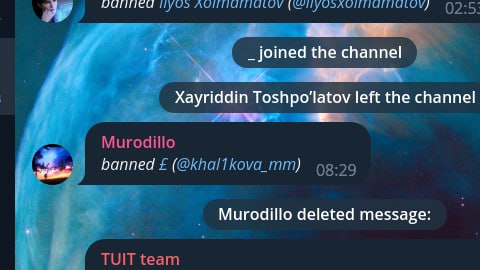 banned Ilyos Xolmamatov (@ilyosxolmamatov) 02:53
_ joined the channel
Xayriddin Toshpo‘latov left the channel
Murodillo
banned £ (@khal1kova_mm) 08:29
Murodillo deleted message:
TUIT team